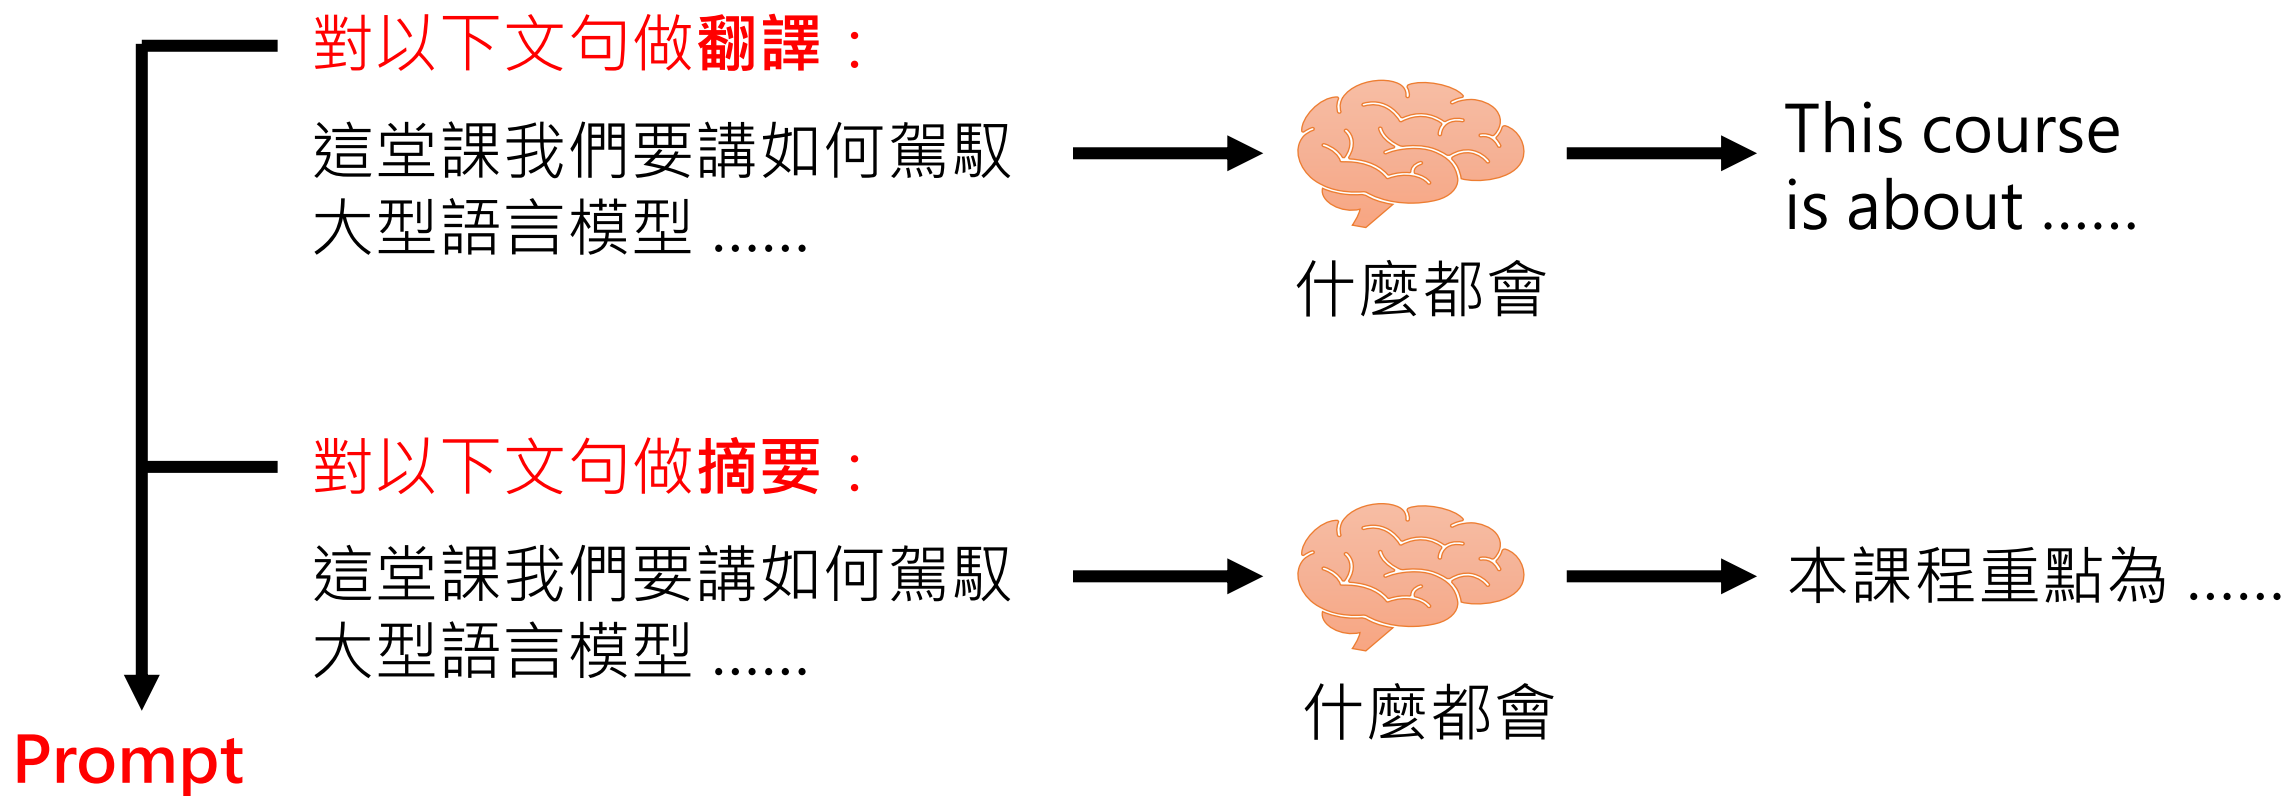 對以下文句做翻譯：
這堂課我們要講如何駕馭
大型語言模型 ......
什麼都會
This course
is about ......
對以下文句做摘要：
這堂課我們要講如何駕馭
大型語言模型 ......
什麼都會
本課程重點為 ......
Prompt